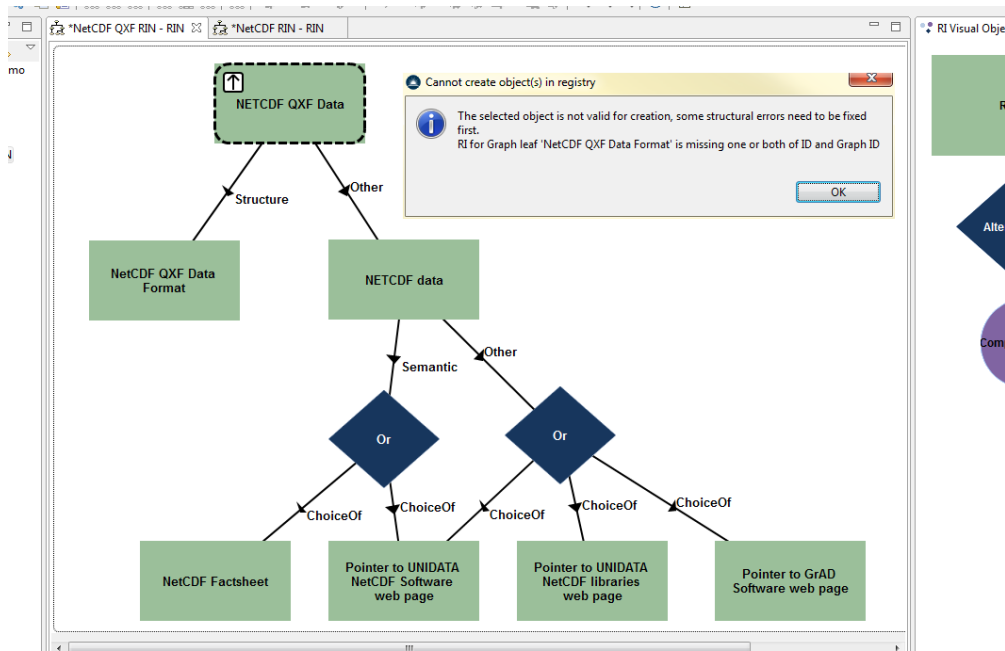 *NetCDF QXF RIN - RIN
*NetCDF RIN - RIN
RI Visual Obje
mo
NETCDF QXF Data
Cannot create object(s) in registry
The selected object is not valid for creation, some structural errors need to be fixed
first.
RI for Graph leaf 'NetCDF QXF Data Format' is missing one or both of ID and Graph ID
OK
R
Structure
Other
Alte
NetCDF QXF Data
Format
NETCDF data
Com
Semantic
Other
Or
Or
ChoiceOf
ChoiceOf
ChoiceOf
ChoiceOf
ChoiceOf
NetCDF Factsheet
Pointer to UNIDATA
NetCDF Software
web page
Pointer to UNIDATA
NetCDF libraries
web page
Pointer to GrAD
Software web page